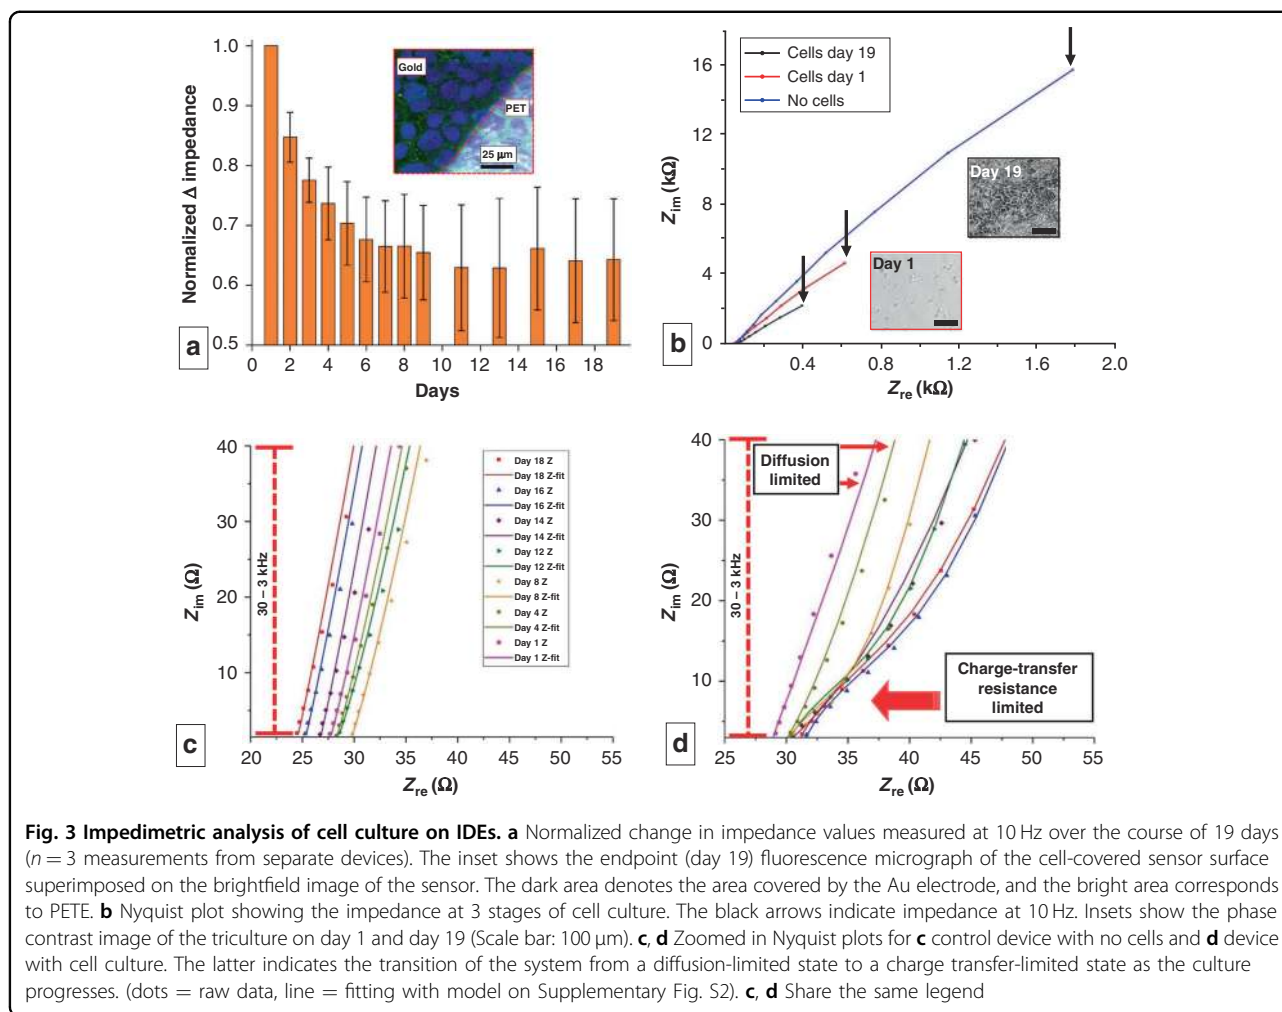 1.0
0.9
0.8
0.7
0.6
0.5
Normalized Δ impedance
0 2 4 6 8 10 12 14 16 18
Days
Gold
PET
25 µm
a
16
12
8
4
0
Zim (kΩ)
0.4 0.8 1.2 1.6 2.0
Zre (kΩ)
Cells day 19
Cells day 1
No cells
Day 19
Day 1
b
40
30
20
10
Zim (Ω)
20 25 30 35 40 45 50 55
Zre (Ω)
30 – 3 kHz
Day 18 Z
Day 18 Z-fit
Day 16 Z
Day 16 Z-fit
Day 14 Z
Day 14 Z-fit
Day 12 Z
Day 12 Z-fit
Day 8 Z
Day 8 Z-fit
Day 4 Z
Day 4 Z-fit
Day 1 Z
Day 1 Z-fit
c
40
30
20
10
Zim (Ω)
25 30 35 40 45 50 55
Zre (Ω)
30 – 3 kHz
Diffusion
limited
Charge-transfer
resistance
limited
d
Fig. 3 Impedimetric analysis of cell culture on IDEs. a Normalized change in impedance values measured at 10 Hz over the course of 19 days
(n = 3 measurements from separate devices). The inset shows the endpoint (day 19) fluorescence micrograph of the cell-covered sensor surface
superimposed on the brightfield image of the sensor. The dark area denotes the area covered by the Au electrode, and the bright area corresponds
to PETE. b Nyquist plot showing the impedance at 3 stages of cell culture. The black arrows indicate impedance at 10 Hz. Insets show the phase
contrast image of the triculture on day 1 and day 19 (Scale bar: 100 µm). c, d Zoomed in Nyquist plots for c control device with no cells and d device
with cell culture. The latter indicates the transition of the system from a diffusion-limited state to a charge transfer-limited state as the culture
progresses. (dots = raw data, line = fitting with model on Supplementary Fig. S2). c, d Share the same legend